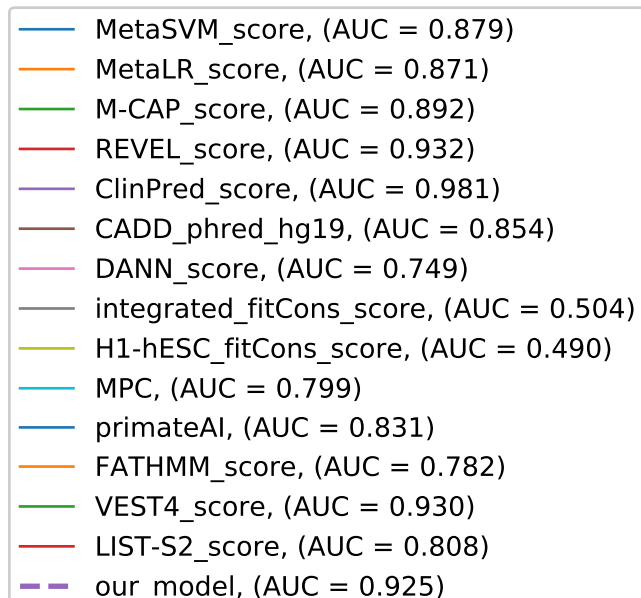 MetaSVM_score, (AUC = 0.879)
MetaLR_score, (AUC = 0.871)
M-CAP_score, (AUC = 0.892)
REVEL_score, (AUC = 0.932)
ClinPred_score, (AUC = 0.981)
CADD_phred_hg19, (AUC = 0.854)
DANN_score, (AUC = 0.749)
integrated_fitCons_score, (AUC = 0.504)
H1-hESC_fitCons_score, (AUC = 0.490)
MPC, (AUC = 0.799)
primateAI, (AUC = 0.831)
FATHMM_score, (AUC = 0.782)
VEST4_score, (AUC = 0.930)
LIST-S2_score, (AUC = 0.808)
our_model, (AUC = 0.925)